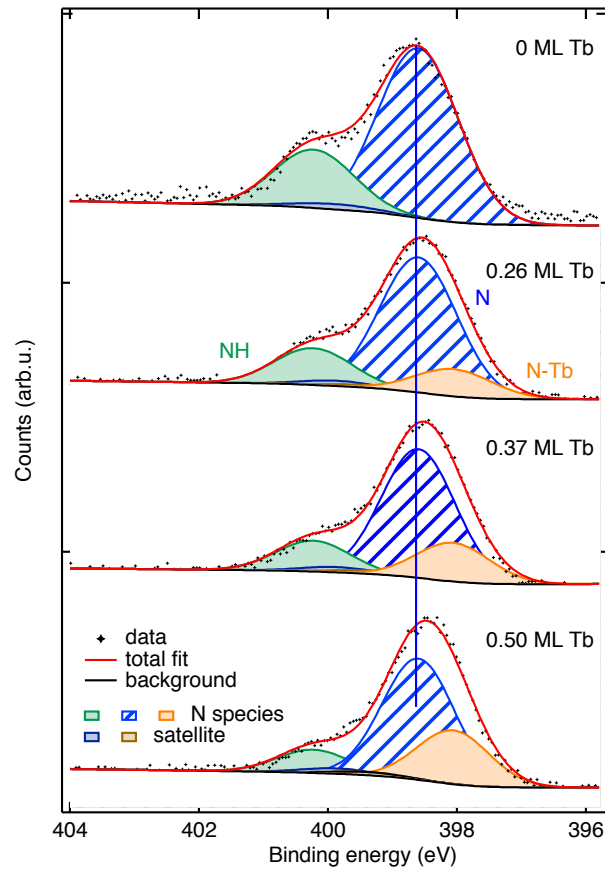 0 ML Tb
0.26 ML Tb
N
NH
N-Tb
0.37 ML Tb
0.50 ML Tb
data
total fit
background
N species
satellite
Counts (arb.u.)
404 402 400 398 396
Binding energy (eV)